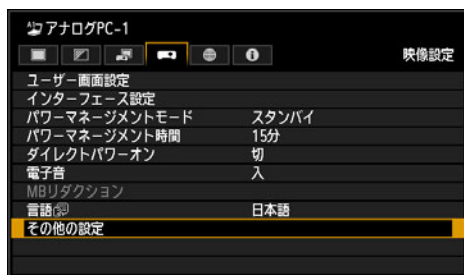 アナログPC-1
映像設定
ユーザー画面設定
インターフェース設定
パワーマネージメントモード スタンバイ
パワーマネージメント時間 15分
ダイレクトパワーオン 切
電子音 入
MBリダクション
言語 日本語
その他の設定